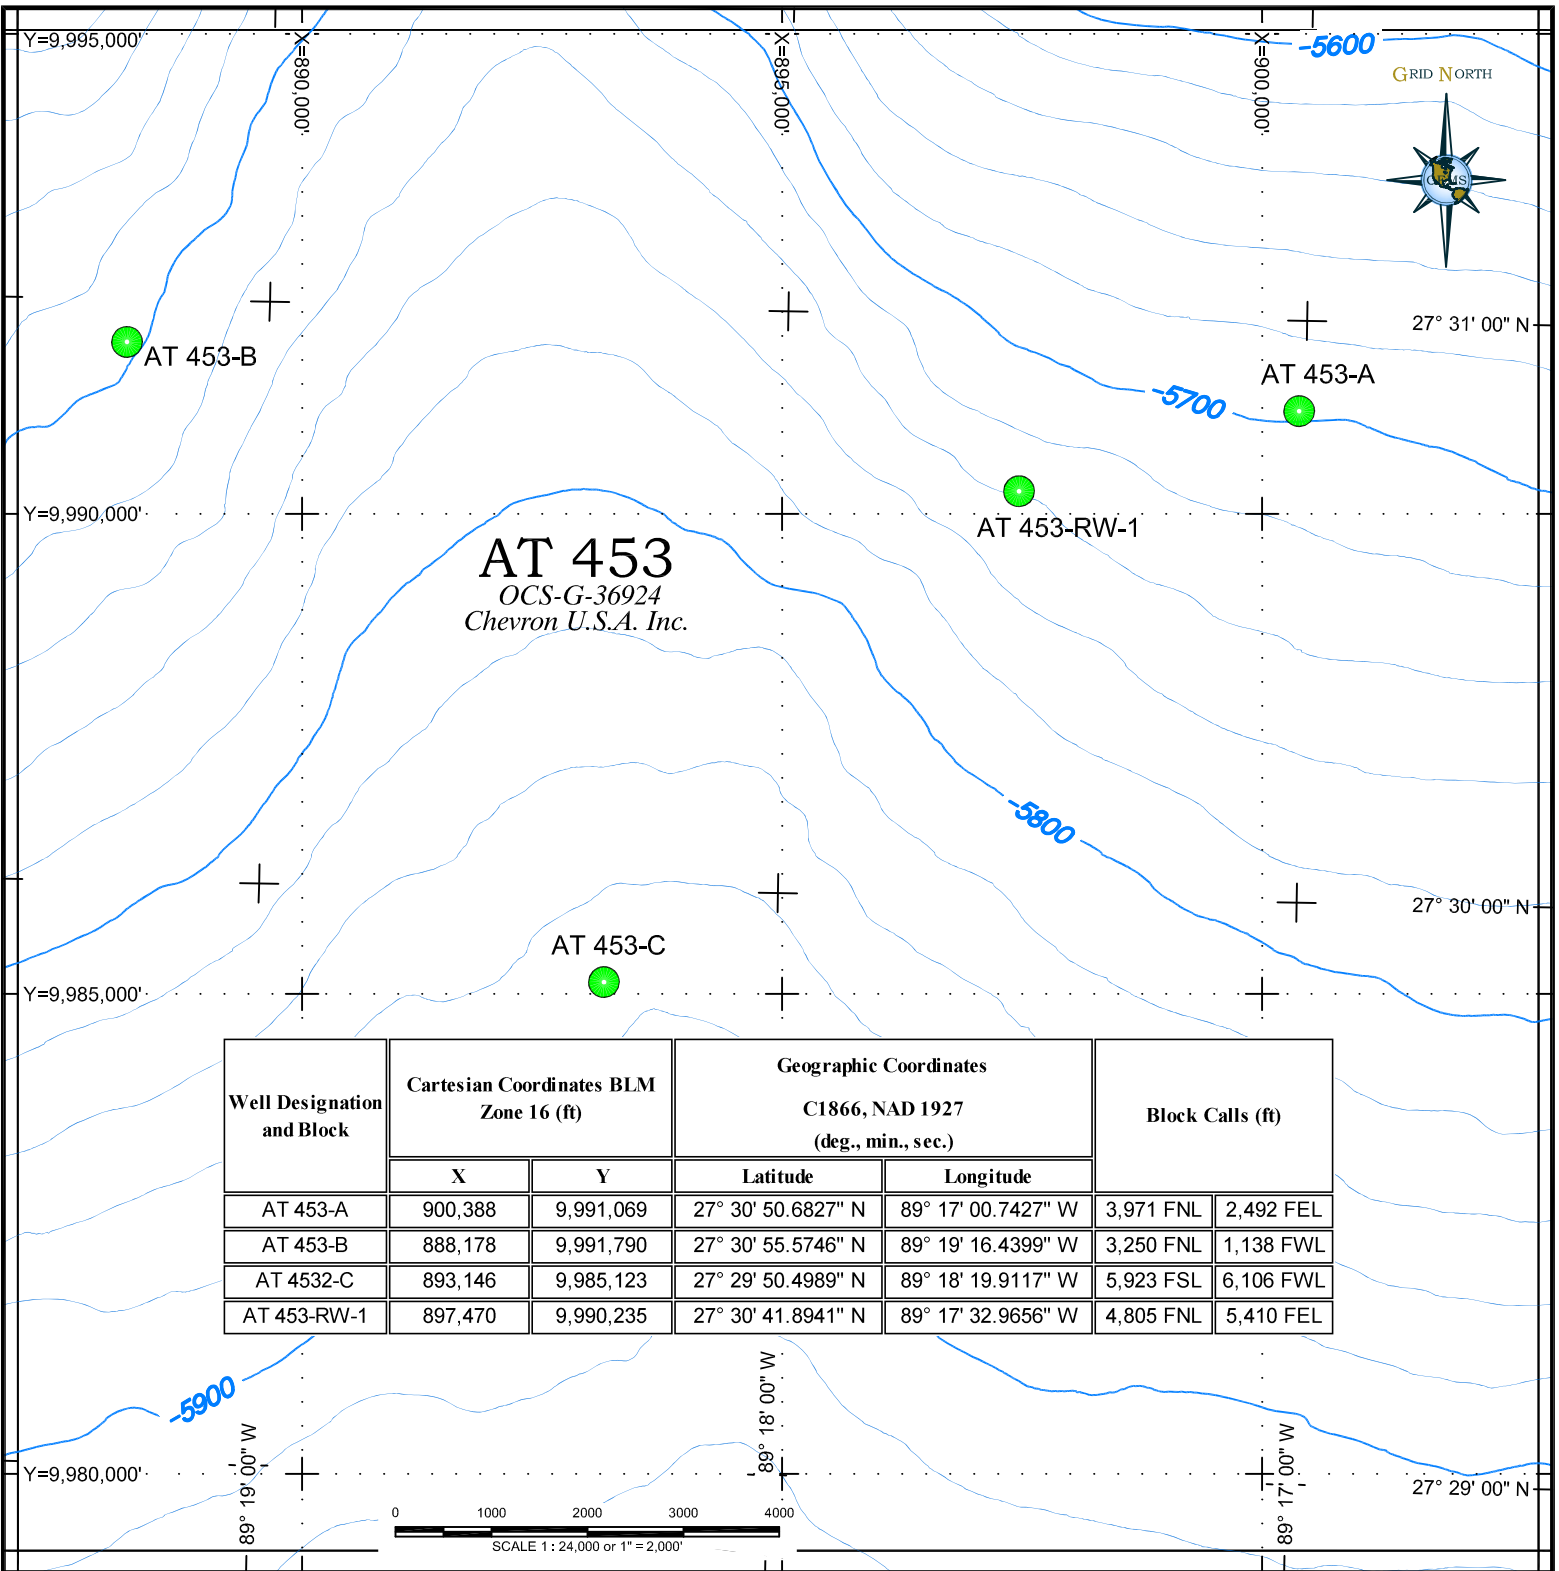 Y=9,995,000'
X=890,000'
X=895,000'
X=900,000'
-5600
GRID NORTH
27° 31' 00" N
AT 453-B
AT 453-A
-5700
Y=9,990,000'
AT 453-RW-1
AT 453
OCS-G-36924
Chevron U.S.A. Inc.
-5800
27° 30' 00" N
AT 453-C
Y=9,985,000'
Well Designation and Block
Cartesian Coordinates BLM Zone 16 (ft)
Geographic Coordinates
C1866, NAD 1927
(deg., min., sec.)
Block Calls (ft)
X Y Latitude Longitude
AT 453-A 900,388 9,991,069 27° 30' 50.6827" N 89° 17' 00.7427" W 3,971 FNL 2,492 FEL
AT 453-B 888,178 9,991,790 27° 30' 55.5746" N 89° 19' 16.4399" W 3,250 FNL 1,138 FWL
AT 4532-C 893,146 9,985,123 27° 29' 50.4989" N 89° 18' 19.9117" W 5,923 FSL 6,106 FWL
AT 453-RW-1 897,470 9,990,235 27° 30' 41.8941" N 89° 17' 32.9656" W 4,805 FNL 5,410 FEL
-5900
89° 19' 00" W
89° 18' 00" W
89° 17' 00" W
Y=9,980,000'
27° 29' 00" N
0 1000 2000 3000 4000
SCALE 1 : 24,000 or 1" = 2,000'